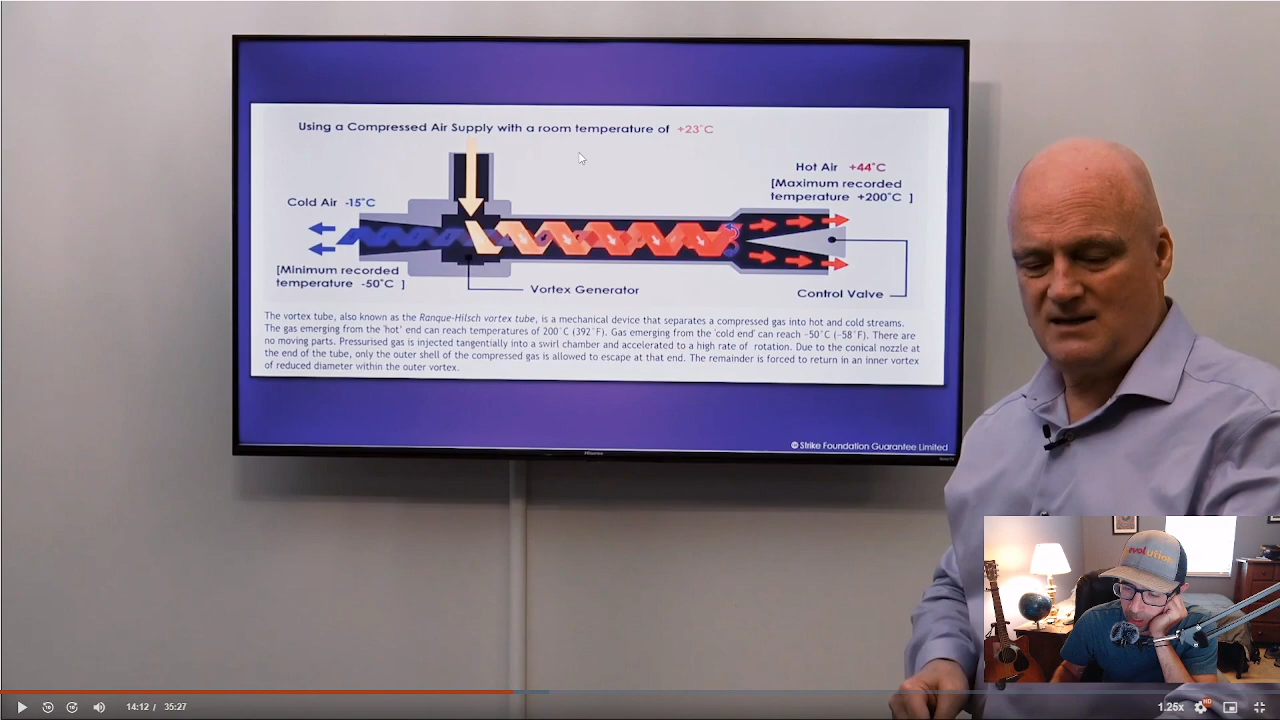 Using a Compressed Air Supply with a room temperature of +23°C
Hot Air +44°C
[Maximum recorded
temperature +200°C ]
Cold Air -15°C
[Minimum recorded
temperature -50°C ]
Vortex Generator
Control Valve
The vortex tube, also known as the Ranque-Hilsch vortex tube, is a mechanical device that separates a compressed gas into hot and cold streams.
The gas emerging from the 'hot' end can reach temperatures of 200°C (392°F). Gas emerging from the 'cold end' can reach -50°C (-58°F). There are
no moving parts. Pressurised gas is injected tangentially into a swirl chamber and accelerated to a high rate of rotation. Due to the conical nozzle at
the end of the tube, only the outer shell of the compressed gas is allowed to escape at that end. The remainder is forced to return in an inner vortex
of reduced diameter within the outer vortex.
© Strike Foundation Guarantee Limited
Hisense
evolution
14:12 / 35:27
1.25x
HD